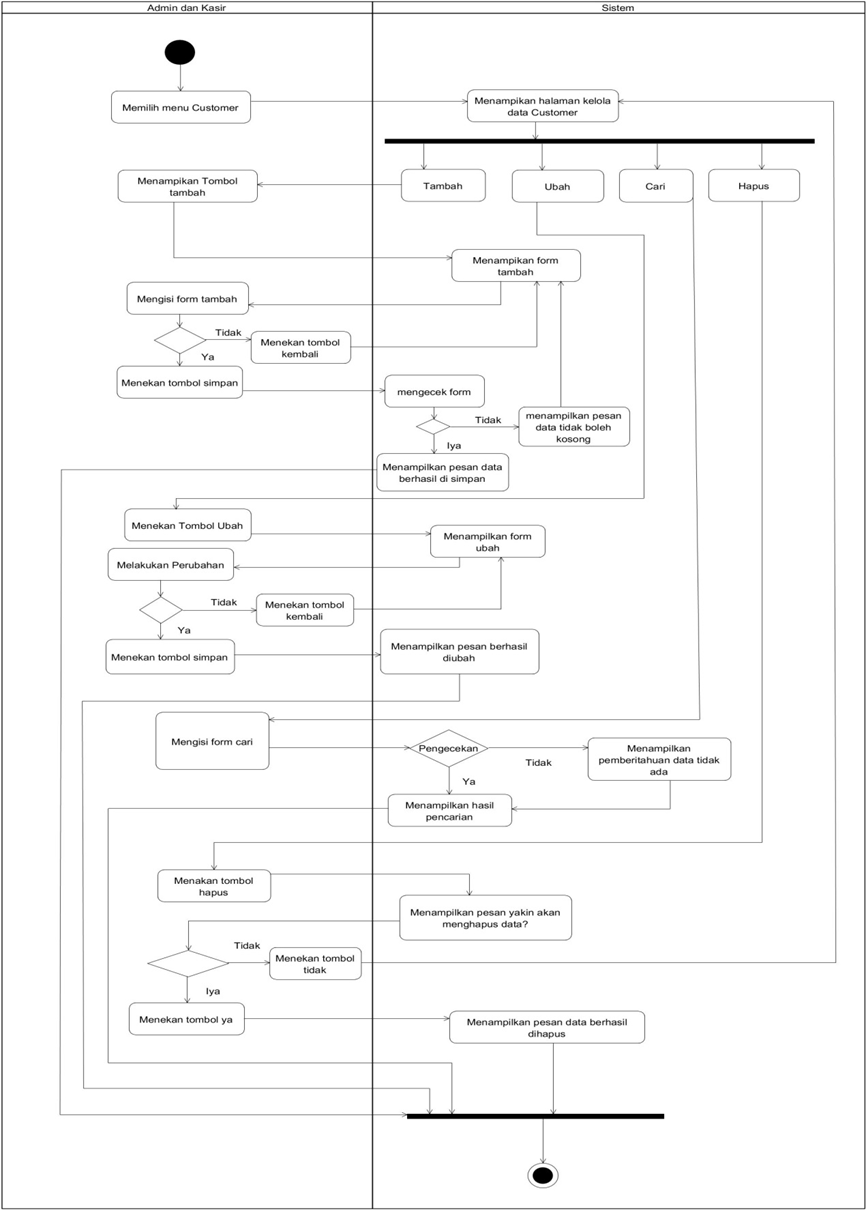 Admin dan Kasir
Sistem
Memilih menu Customer
Menampikan halaman kelola
data Customer
Menampikan Tombol
tambah
Tambah
Ubah
Cari
Hapus
Menampikan form
tambah
Mengisi form tambah
Tidak
Menekan tombol
kembali
Ya
Menekan tombol simpan
mengecek form
Tidak
menampilkan pesan
data tidak boleh
kosong
Iya
Menampilkan pesan data
berhasil di simpan
Menekan Tombol Ubah
Menampilkan form
ubah
Melakukan Perubahan
Tidak
Menekan tombol
kembali
Ya
Menekan tombol simpan
Menampilkan pesan berhasil
diubah
Mengisi form cari
Pengecekan
Tidak
Menampilkan
pemberitahuan data tidak
ada
Ya
Menampilkan hasil
pencarian
Menakan tombol
hapus
Menampilkan pesan yakin akan
menghapus data?
Tidak
Menekan tombol
tidak
Iya
Menekan tombol ya
Menampilkan pesan data berhasil
dihapus